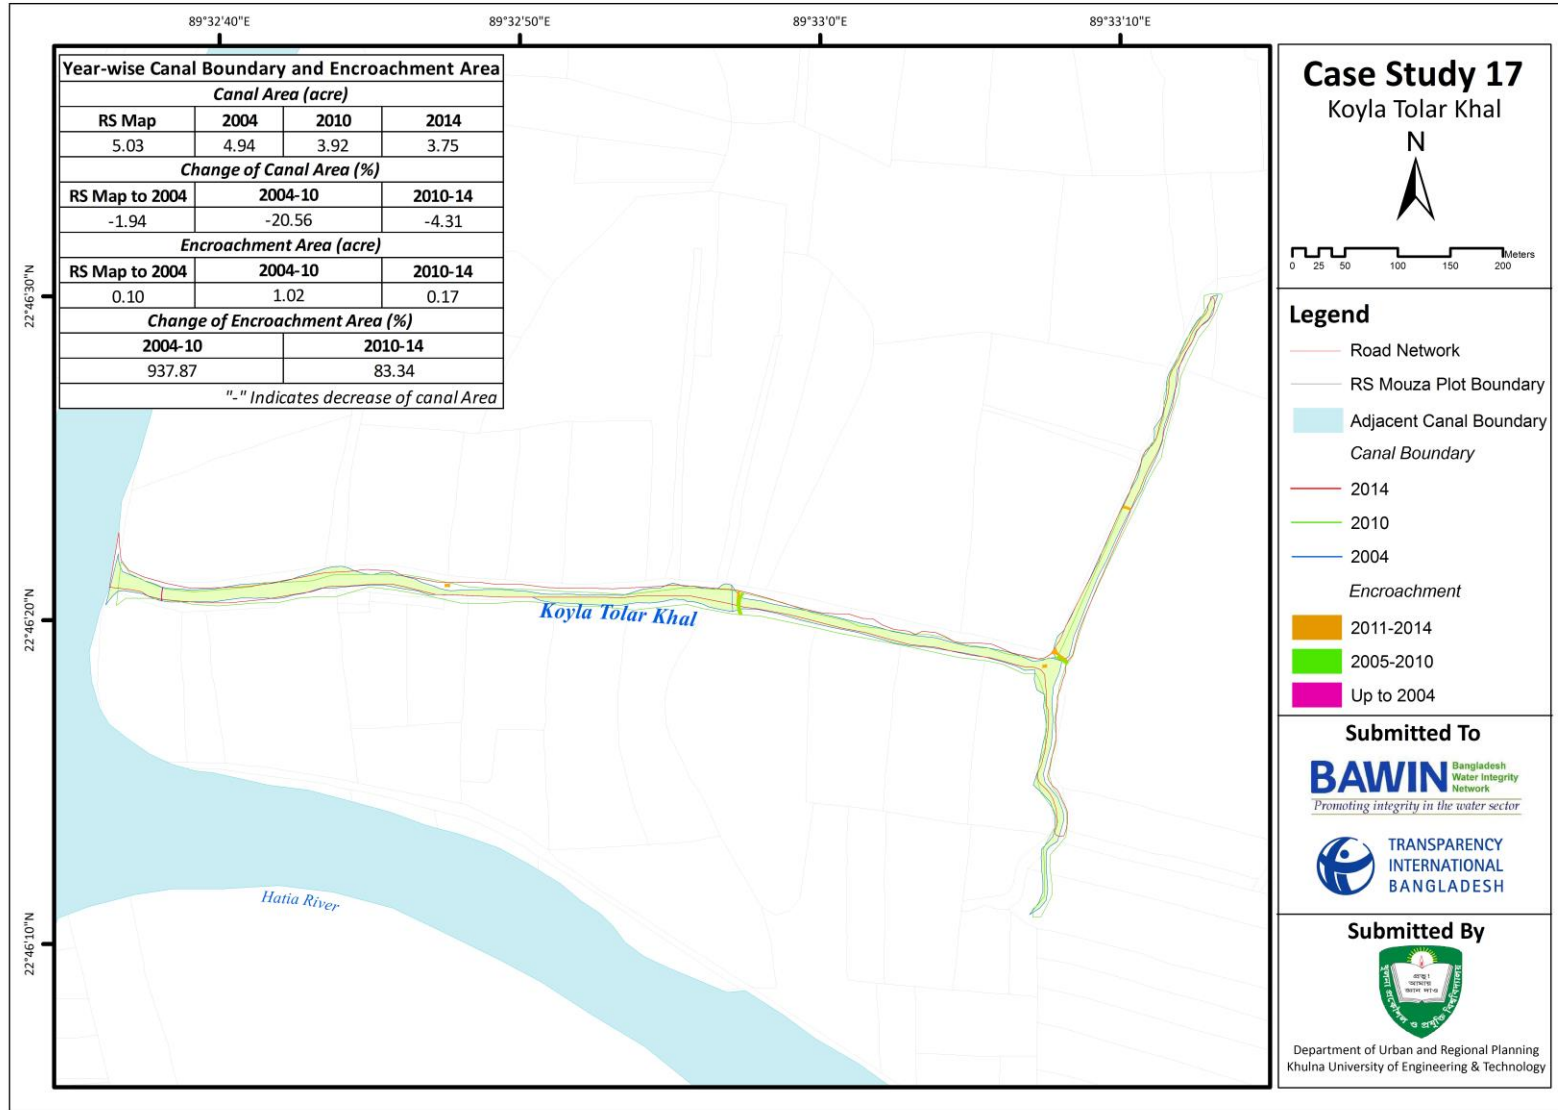 89°32'40"E 89°32'50"E 89°33'0"E 89°33'10"E
22°46'30"N
22°46'20"N
22°46'10"N
Year-wise Canal Boundary and Encroachment Area
Canal Area (acre)
RS Map 2004 2010 2014
5.03 4.94 3.92 3.75
Change of Canal Area (%)
RS Map to 2004 2004-10 2010-14
-1.94 -20.56 -4.31
Encroachment Area (acre)
RS Map to 2004 2004-10 2010-14
0.10 1.02 0.17
Change of Encroachment Area (%)
2004-10 2010-14
937.87 83.34
"-" Indicates decrease of canal Area
Koyla Tolar Khal
Hatia River
Case Study 17
Koyla Tolar Khal
N
0 25 50 100 150 200 Meters
Legend
Road Network
RS Mouza Plot Boundary
Adjacent Canal Boundary
Canal Boundary
2014
2010
2004
Encroachment
2011-2014
2005-2010
Up to 2004
Submitted To
BAWIN Bangladesh
Water Integrity
Network
Promoting integrity in the water sector
TRANSPARENCY
INTERNATIONAL
BANGLADESH
Submitted By
খুলনা প্রকৌশল ও প্রযুক্তি বিশ্ববিদ্যালয়
Department of Urban and Regional Planning
Khulna University of Engineering & Technology